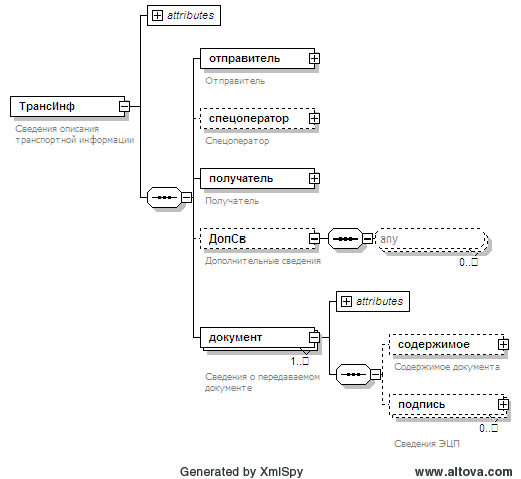 attributes
отправитель
Отправитель
ТрансИнф
Сведения описания
транспортной информации
спецоператор
Спецоператор
получатель
Получатель
ДопСв
any
0..□
Дополнительные сведения
attributes
документ
1..□
Сведения о передаваемом
документе
содержимое
Содержимое документа
подпись
0..□
Сведения ЭЦП
Generated by XmlSpy
www.altova.com